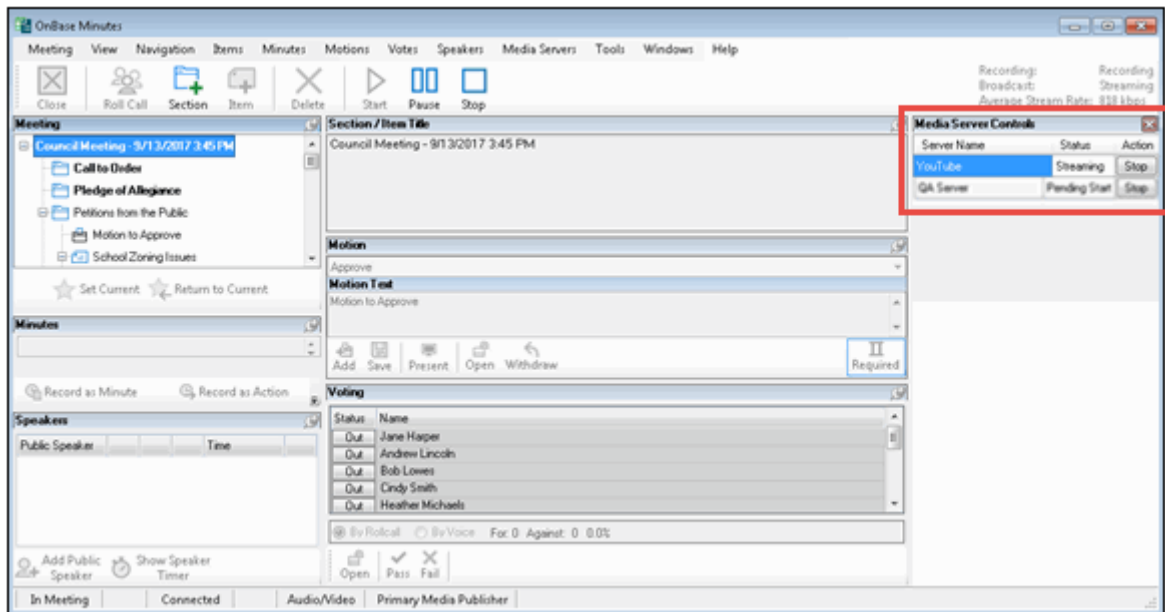 OnBase Minutes
Meeting View Navigation Items Minutes Motions Votes Speakers Media Servers Tools Windows Help
Close Roll Call Section Item Delete Start Pause Stop
Recording: Recording
Broadcast: Streaming
Average Stream Rate: 818 kbps
Meeting
Council Meeting - 9/13/2017 3:45 PM
Call to Order
Pledge of Allegiance
Petitions from the Public
Motion to Approve
School Zoning Issues
Set Current Return to Current
Minutes
Record as Minute Record as Action
Speakers
Public Speaker Time
Add Public Speaker
Show Speaker Timer
Section / Item Title
Council Meeting - 9/13/2017 3:45 PM
Motion
Approve
Motion Text
Motion to Approve
Add Save Present Open Withdraw Required
Voting
Status Name
Out Jane Harper
Out Andrew Lincoln
Out Bob Lowes
Out Cindy Smith
Out Heather Michaels
By Rollcall By Voice For: 0 Against: 0 0.0%
Open Pass Fail
Media Server Controls
Server Name Status Action
YouTube Streaming Stop
QA Server Pending Start Stop
In Meeting Connected Audio/Video Primary Media Publisher